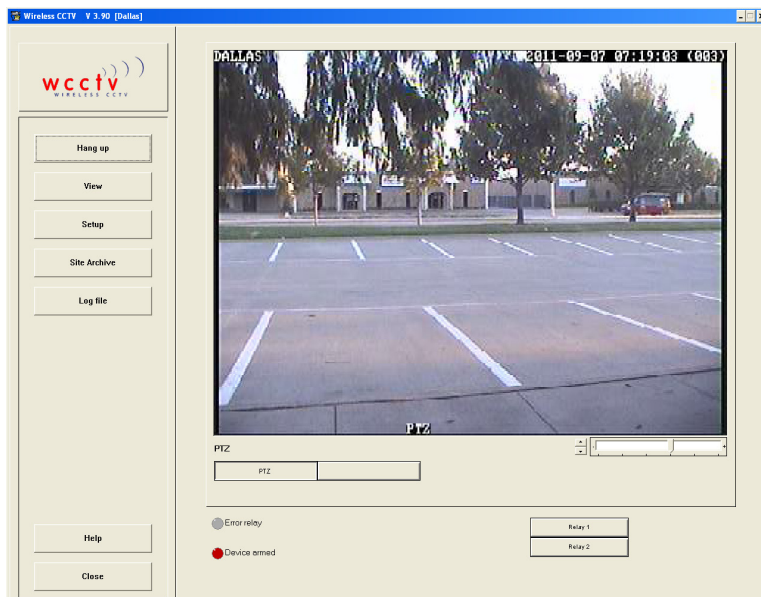 Wireless CCTV V 3.90 [Dallas]
wcctv
WIRELESS CCTV
Hang up
View
Setup
Site Archive
Log file
Help
Close
DALLAS 2011-09-07 07:19:03 (003)
PTZ
PTZ
- +
PTZ
Error relay
Device armed
Relay 1
Relay 2